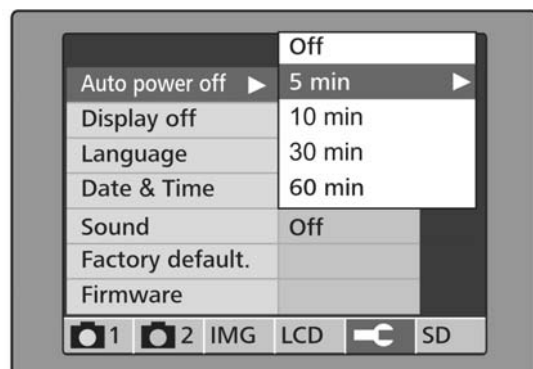 Off
Auto power off 5 min
Display off 10 min
Language 30 min
Date & Time 60 min
Sound Off
Factory default.
Firmware
1 2 IMG LCD SD